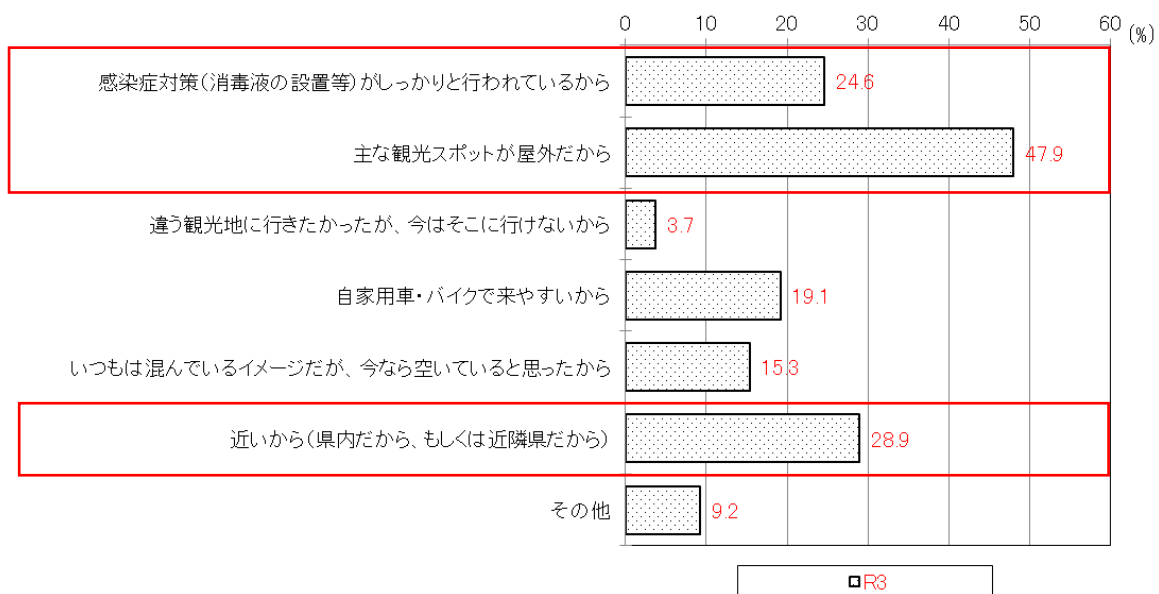 0 10 20 30 40 50 60 (%)
感染症対策(消毒液の設置等)がしっかりと行われているから 24.6
主な観光スポットが屋外だから 47.9
違う観光地に行きたかったが、今はそこに行けないから 3.7
自家用車・バイクで来やすいから 19.1
いつもは混んでいるイメージだが、今なら空いていると思ったから 15.3
近いから(県内だから、もしくは近隣県だから) 28.9
その他 9.2
R3